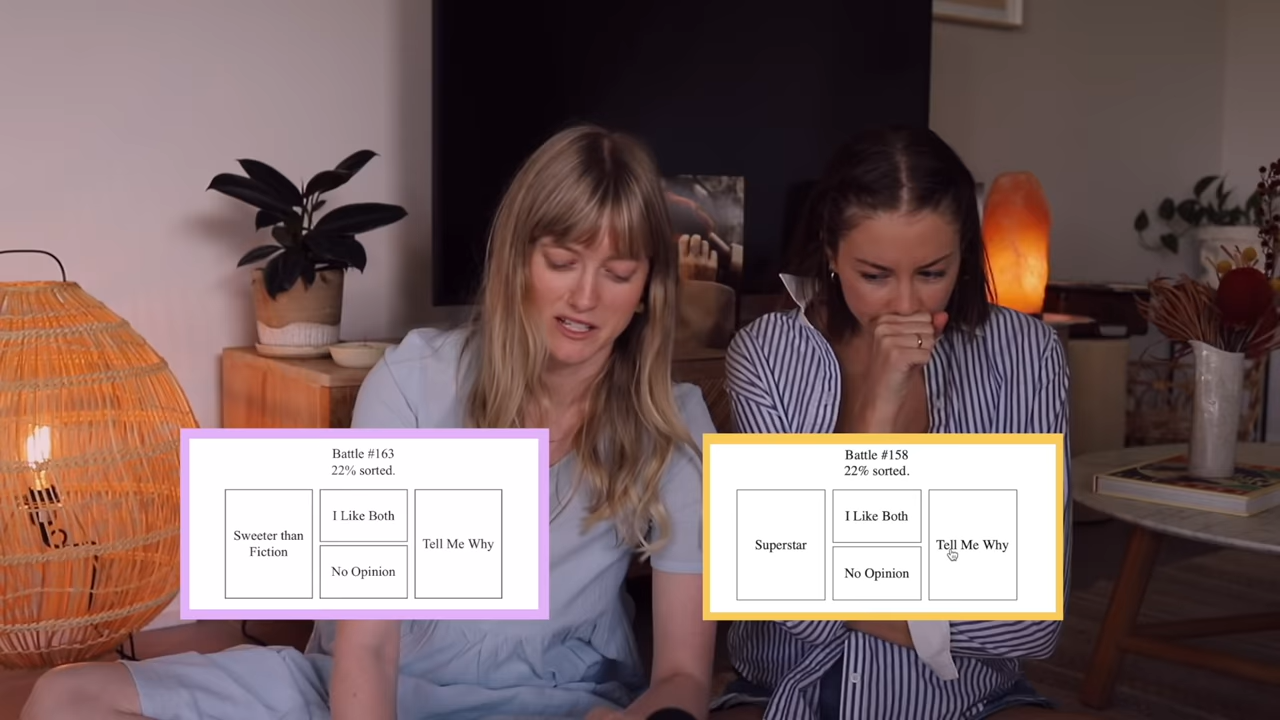 Battle #163
22% sorted.
Sweeter than
Fiction
I Like Both
No Opinion
Tell Me Why
Battle #158
22% sorted.
Superstar
I Like Both
No Opinion
Tell Me Why